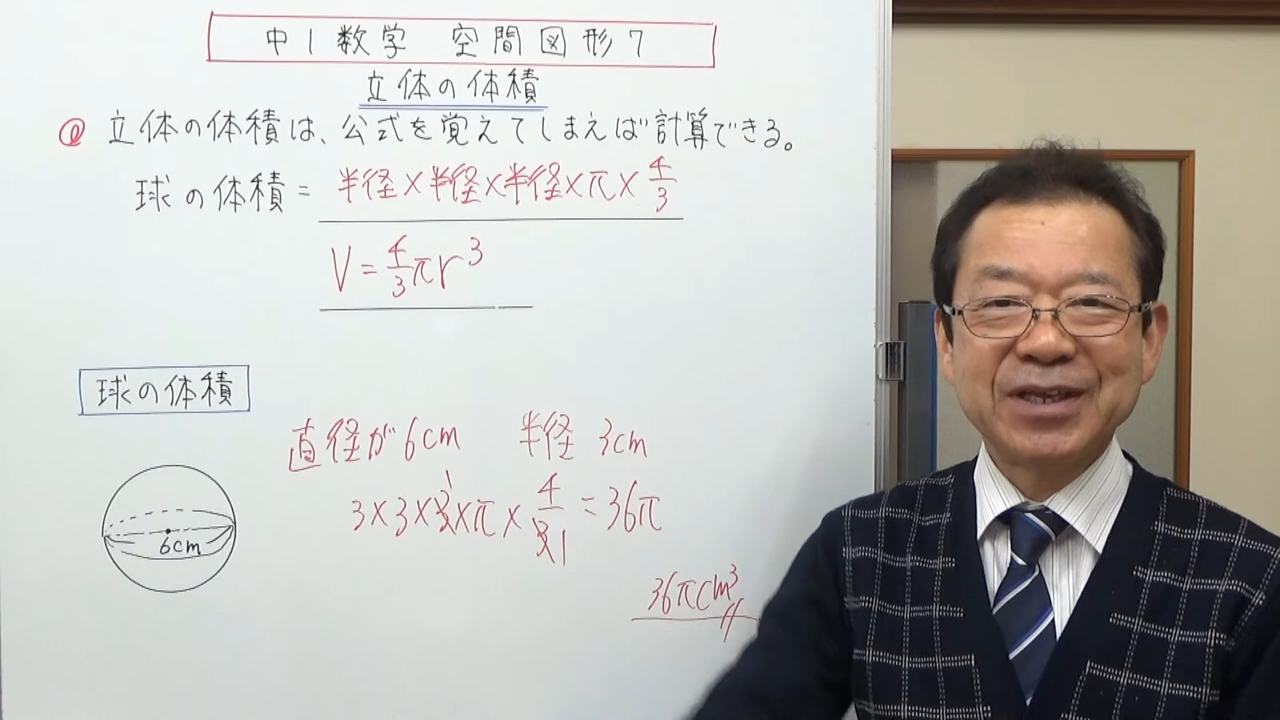 中1数学 空間図形7
立体の体積
立体の体積は、公式を覚えてしまえば計算できる。
球の体積 = 半径×半径×半径×π×4/3
V=4/3πr³
球の体積
直径が6cm 半径 3cm
3×3×3×π×4/3=36π
1
1
6cm
36πcm³